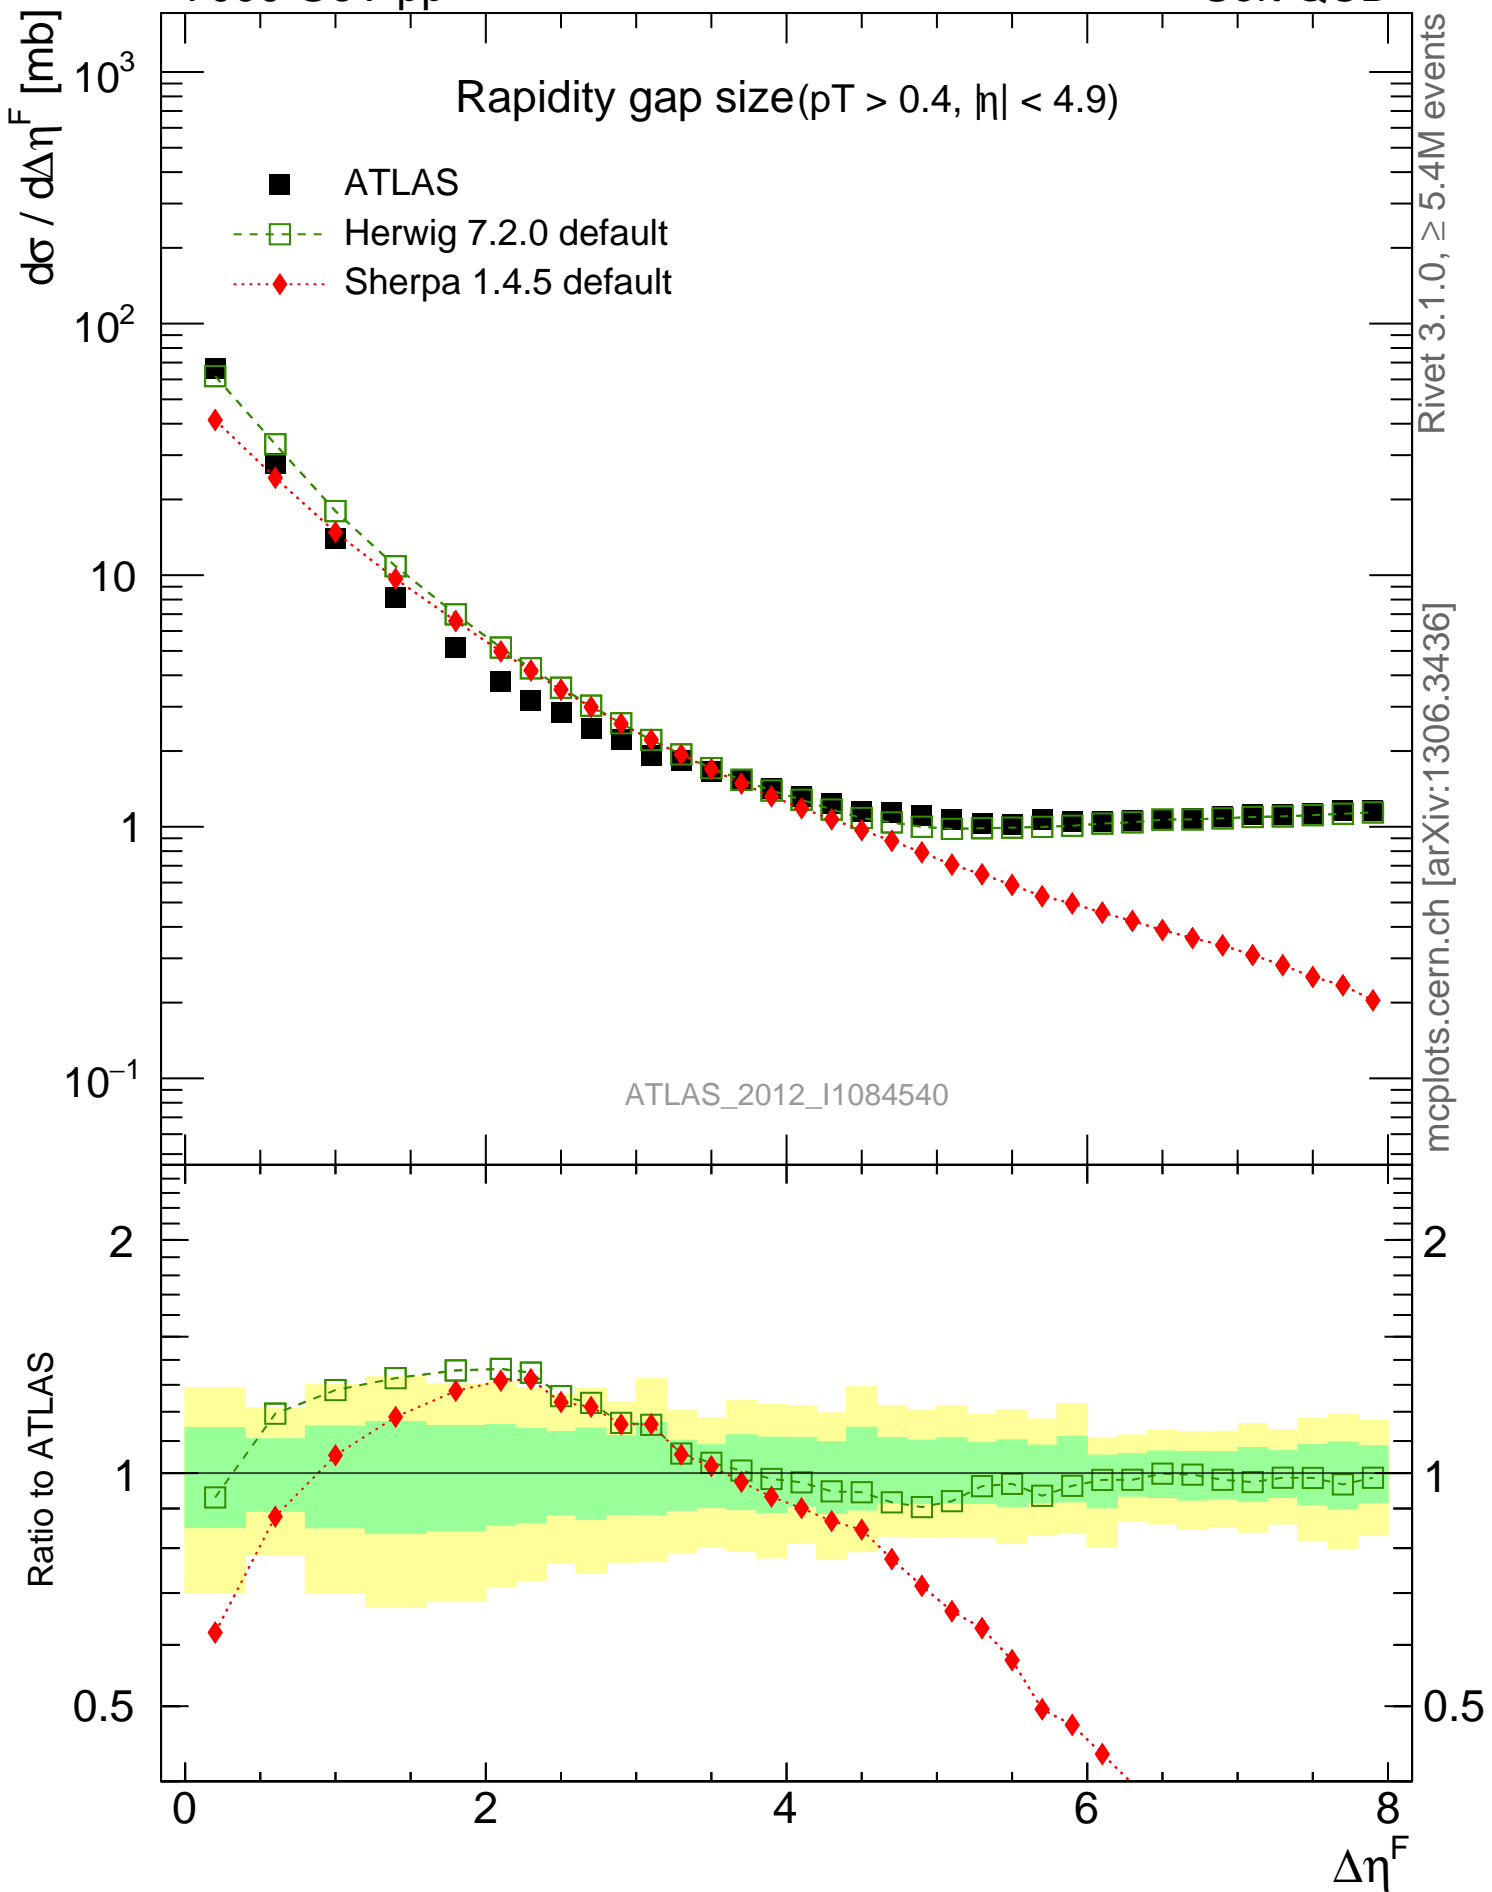 dσ / dΔη^F [mb]
Rapidity gap size (pT > 0.4, |η| < 4.9)
ATLAS
Herwig 7.2.0 default
Sherpa 1.4.5 default
10^3
10^2
10
1
10^−1
ATLAS_2012_I1084540
Rivet 3.1.0, ≥ 5.4M events
mcplots.cern.ch [arXiv:1306.3436]
Ratio to ATLAS
2
1
0.5
2
1
0.5
0 2 4 6 8
Δη^F